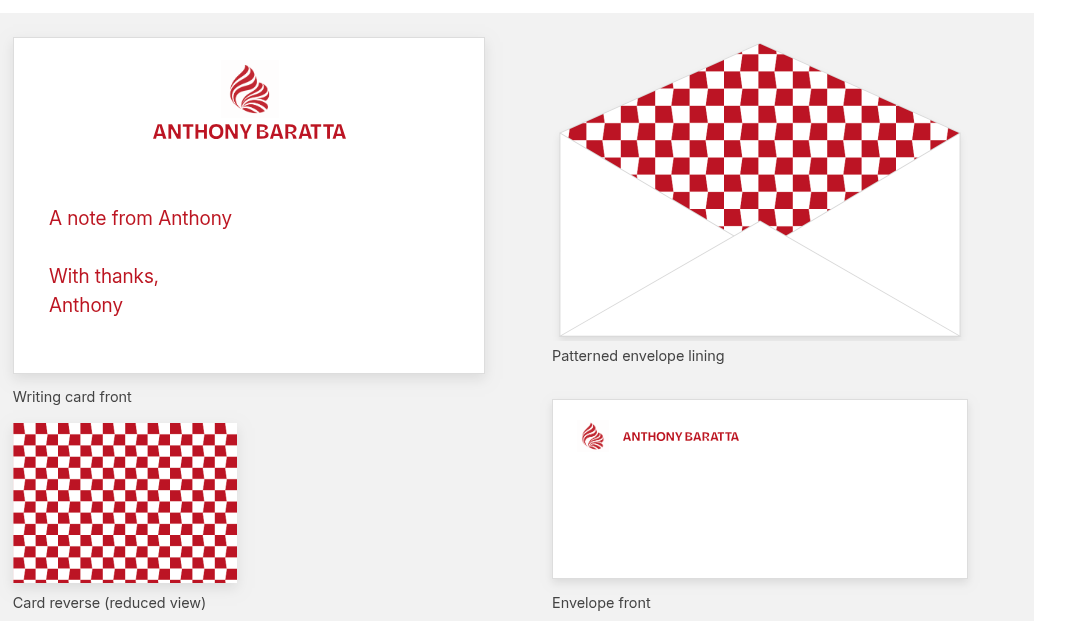 ANTHONY BARATTA
A note from Anthony
With thanks,
Anthony
Writing card front
Card reverse (reduced view)
Patterned envelope lining
ANTHONY BARATTA
Envelope front